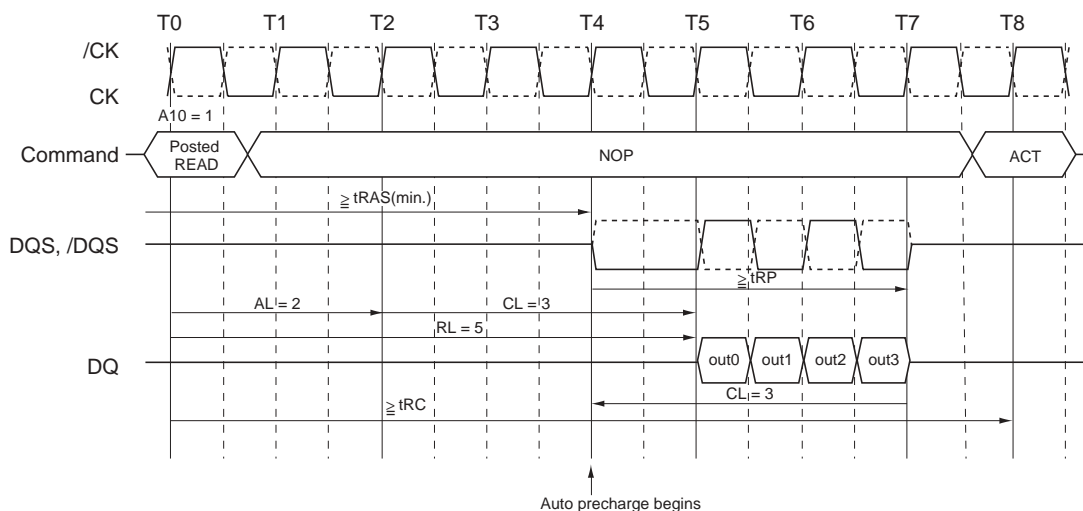 T0 T1 T2 T3 T4 T5 T6 T7 T8
/CK
CK
A10 = 1
Command
Posted
READ
NOP
ACT
≧ tRAS(min.)
DQS, /DQS
≧ tRP
AL = 2
CL = 3
RL = 5
DQ
out0 out1 out2 out3
CL = 3
≧ tRC
Auto precharge begins